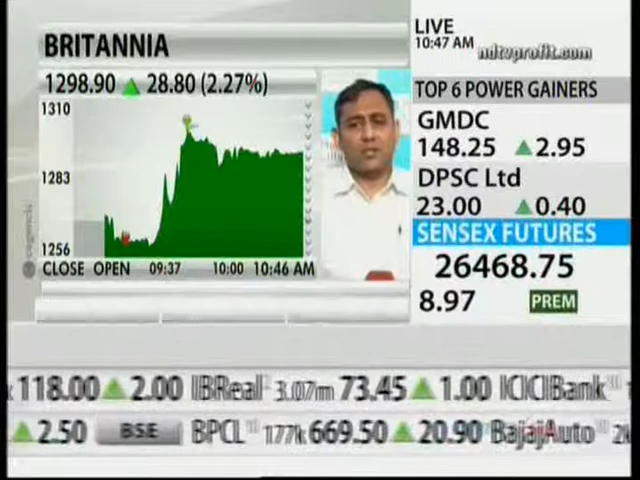 BRITANNIA
1298.90 ▲ 28.80 (2.27%)
1310
1283
1256
CLOSE OPEN 09:37 10:00 10:46 AM
LIVE
10:47 AM
ndtvprofit.com
TOP 6 POWER GAINERS
GMDC
148.25 ▲2.95
DPSC Ltd
23.00 ▲0.40
SENSEX FUTURES
26468.75
8.97 PREM
118.00 ▲ 2.00 IBReal 3.07m 73.45 ▲ 1.00 ICICIBank
▲ 2.50 BSE BPCL 177k 669.50 ▲ 20.90 BajajAuto